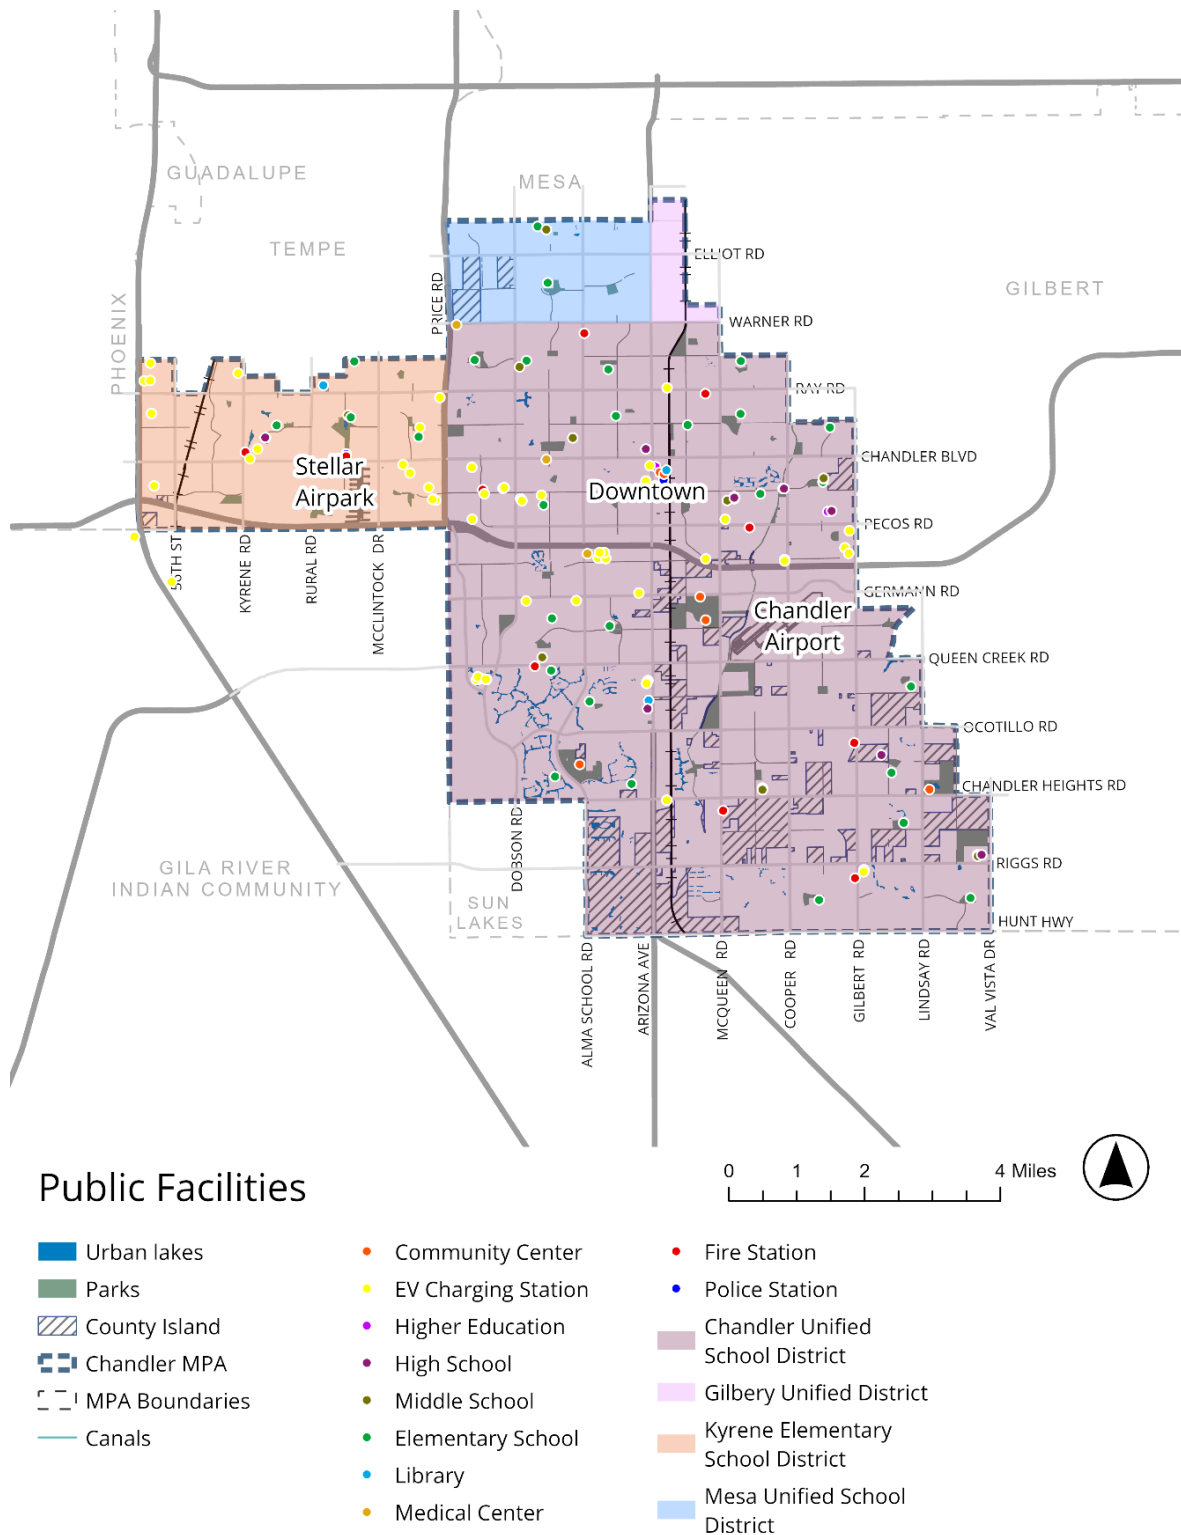 GUADALUPE
MESA
TEMPE
ELLIOT RD
PRICE RD
GILBERT
PHOENIX
WARNER RD
RAY RD
CHANDLER BLVD
Stellar
Airpark
Downtown
PECOS RD
56TH ST
KYRENE RD
RURAL RD
MCCLINTOCK DR
GERMANN RD
Chandler
Airport
QUEEN CREEK RD
OCOTILLO RD
CHANDLER HEIGHTS RD
DOBSON RD
GILA RIVER
INDIAN COMMUNITY
RIGGS RD
SUN
LAKES
HUNT HWY
ALMA SCHOOL RD
ARIZONA AVE
MCQUEEN RD
COOPER RD
GILBERT RD
LINDSAY RD
VAL VISTA DR
0 1 2 4 Miles
Public Facilities
Urban lakes
Parks
County Island
Chandler MPA
MPA Boundaries
Canals
Community Center
EV Charging Station
Higher Education
High School
Middle School
Elementary School
Library
Medical Center
Fire Station
Police Station
Chandler Unified
School District
Gilbery Unified District
Kyrene Elementary
School District
Mesa Unified School
District